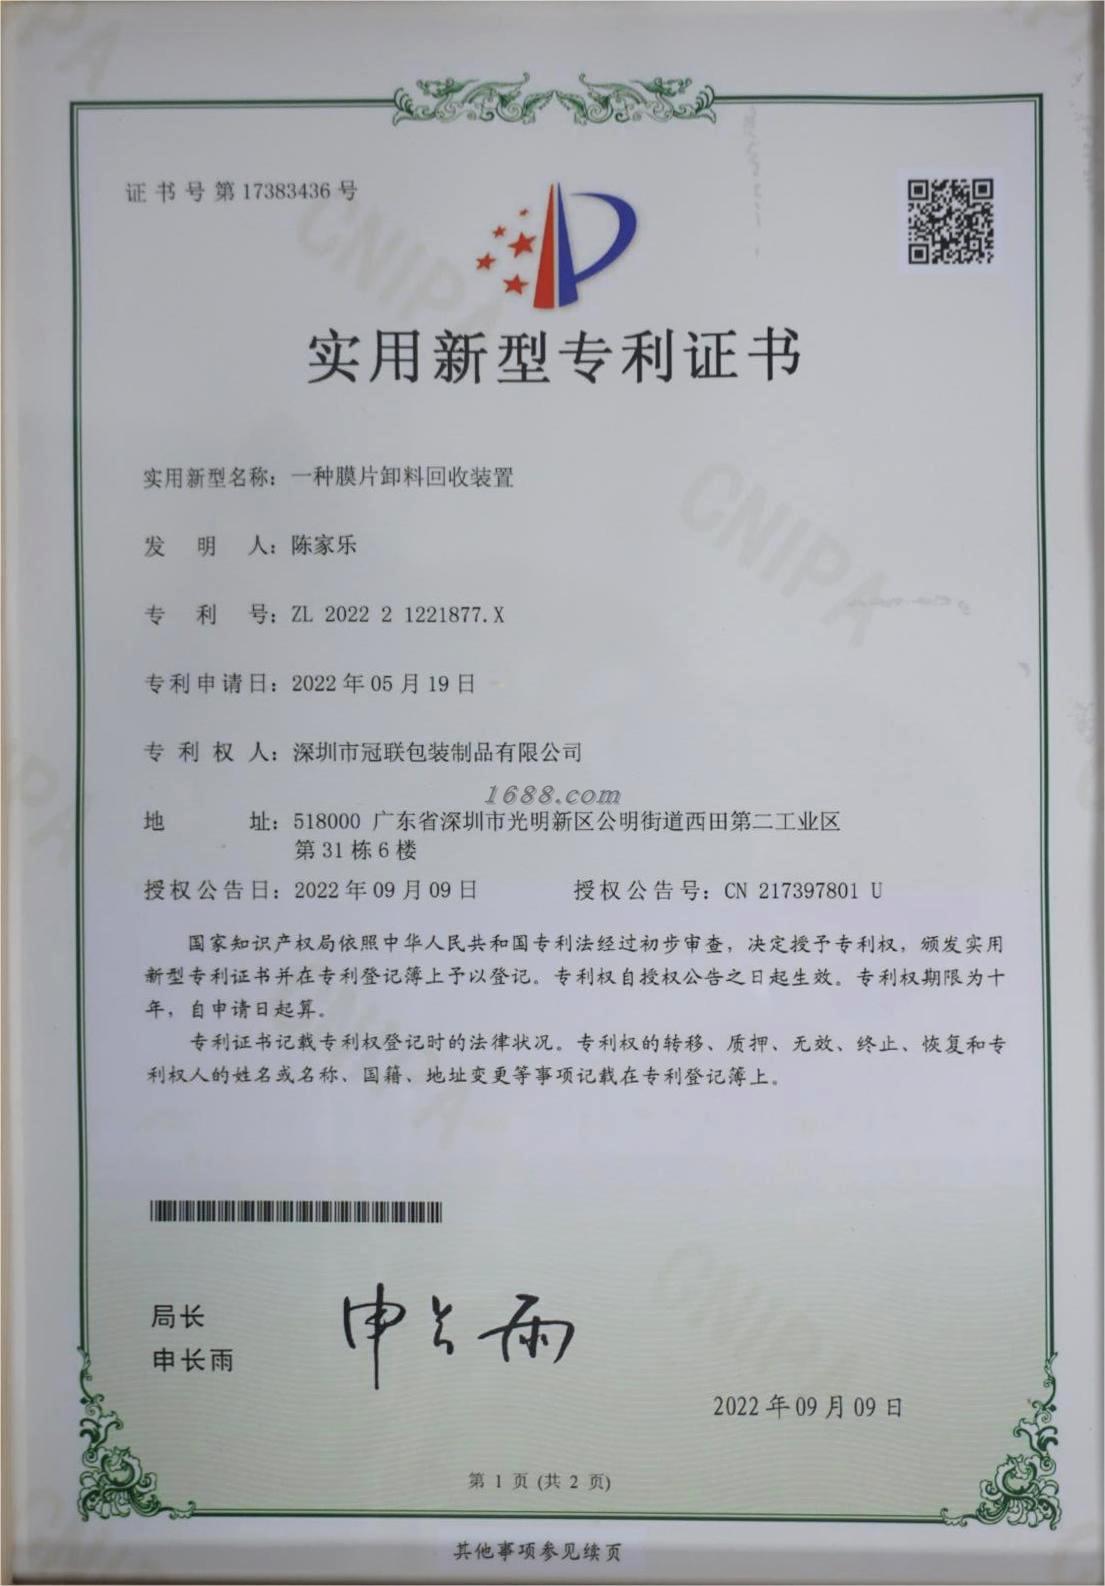 证书号第17383436号
实用新型专利证书
实用新型名称：一种膜片卸料回收装置
发明人：陈家乐
专利号：ZL 2022 2 1221877.X
专利申请日：2022年05月19日
专利权人：深圳市冠联包装制品有限公司
1688.com
地址：518000 广东省深圳市光明新区公明街道西田第二工业区
第31栋6楼
授权公告日：2022年09月09日 授权公告号：CN 217397801 U
国家知识产权局依照中华人民共和国专利法经过初步审查，决定授予专利权，颁发实用
新型专利证书并在专利登记簿上予以登记。专利权自授权公告之日起生效。专利权期限为十
年，自申请日起算。
专利证书记载专利权登记时的法律状况。专利权的转移、质押、无效、终止、恢复和专
利权人的姓名或名称、国籍、地址变更等事项记载在专利登记簿上。
局长
申长雨
申长雨
2022年09月09日
第 1 页 (共 2 页)
其他事项参见续页
CNIPA
CNIPA
CNIPA
CNIPA